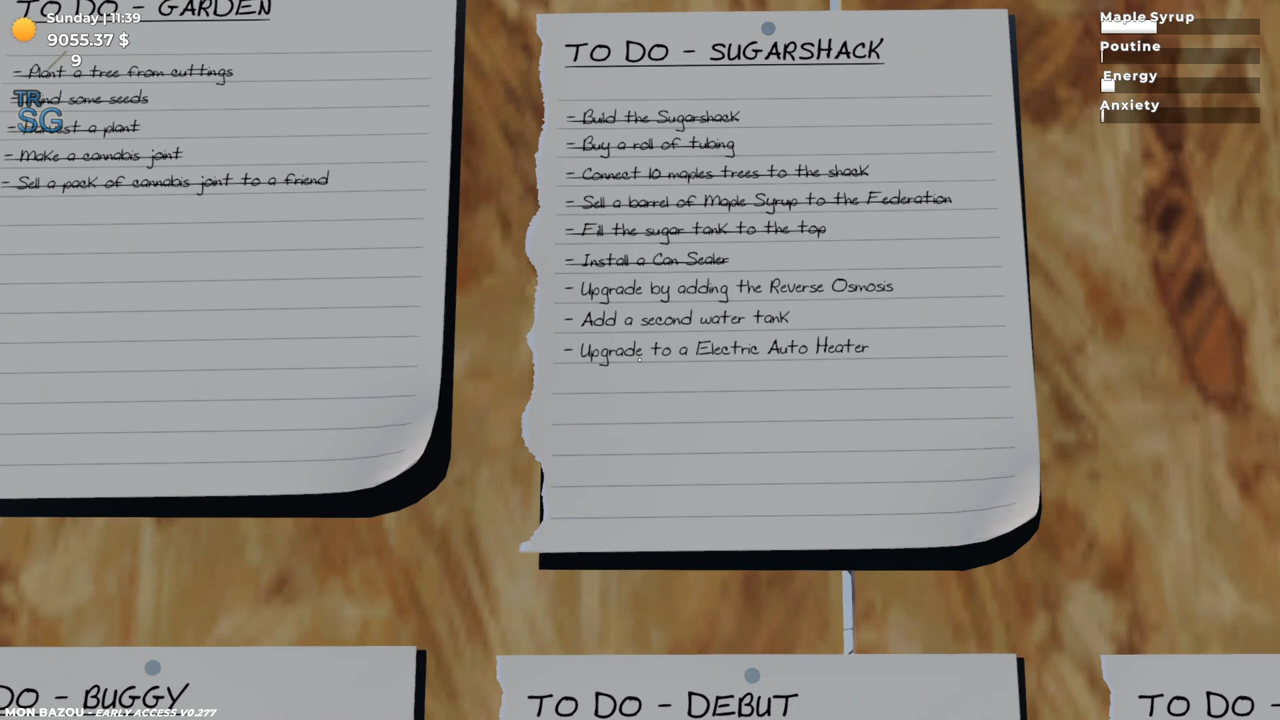 TO DO - GARDEN
Sunday | 11:39
9055.37 $
9
- Plant a tree from cuttings
- Find some seeds
TR
SG
- Harvest a plant
- Make a cannabis joint
- Sell a pack of cannabis joint to a friend
TO DO - SUGARSHACK
- Build the Sugarshack
- Buy a roll of tubing
- Connect 10 maples trees to the shack
- Sell a barrel of Maple Syrup to the Federation
- Fill the sugar tank to the top
- Install a Can Sealer
- Upgrade by adding the Reverse Osmosis
- Add a second water tank
- Upgrade to a Electric Auto Heater
Maple Syrup
Poutine
Energy
Anxiety
DO - BUGGY
TO DO - DEBUT
TO DO -
MON BAZOU - EARLY ACCESS V0.277